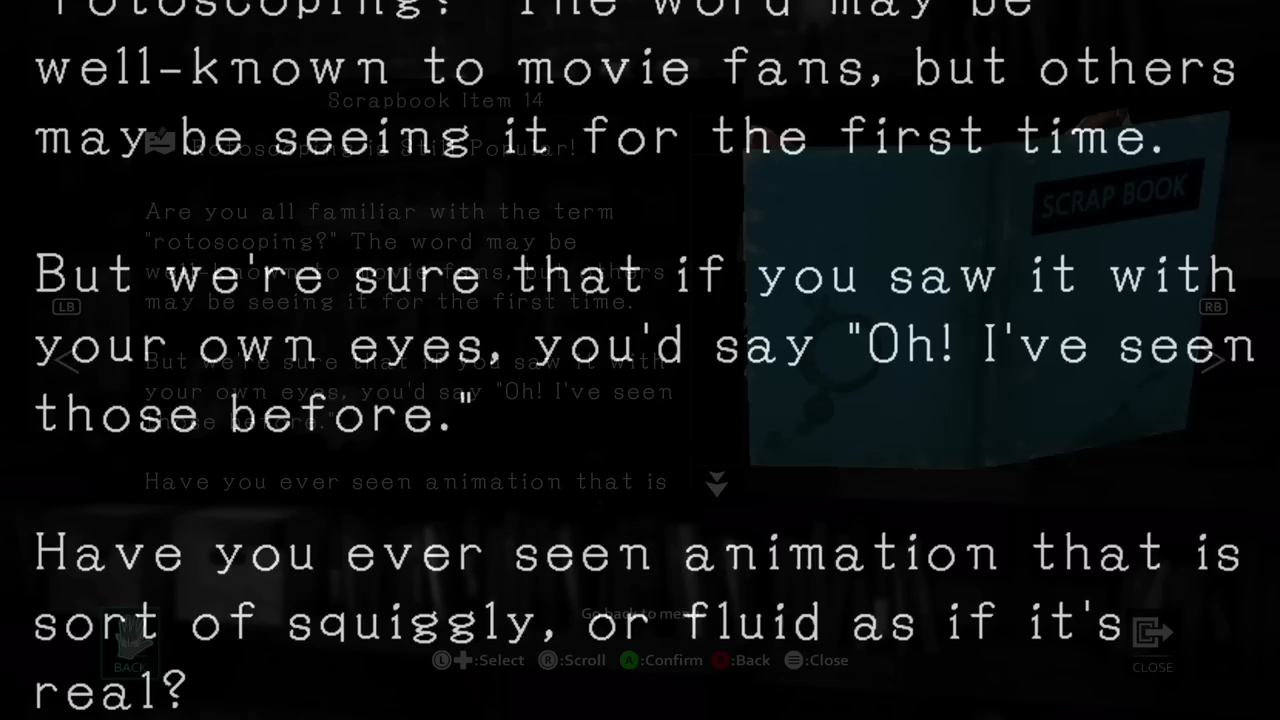 "rotoscoping?" The word may be
well-known to movie fans, but others
may be seeing it for the first time.
But we're sure that if you saw it with
your own eyes, you'd say "Oh! I've seen
those before."
Have you ever seen animation that is
sort of squiggly, or fluid as if it's
real?
Scrapbook Item 14
Rotoscoping is Still Popular!
Are you all familiar with the term
"rotoscoping?" The word may be
well-known to movie fans, but others
may be seeing it for the first time.
But we're sure that if you saw it with
your own eyes, you'd say "Oh! I've seen
those before."
Have you ever seen animation that is
SCRAP BOOK
LB
RB
BACK
L:Select R:Scroll A:Confirm :Back :Close
CLOSE